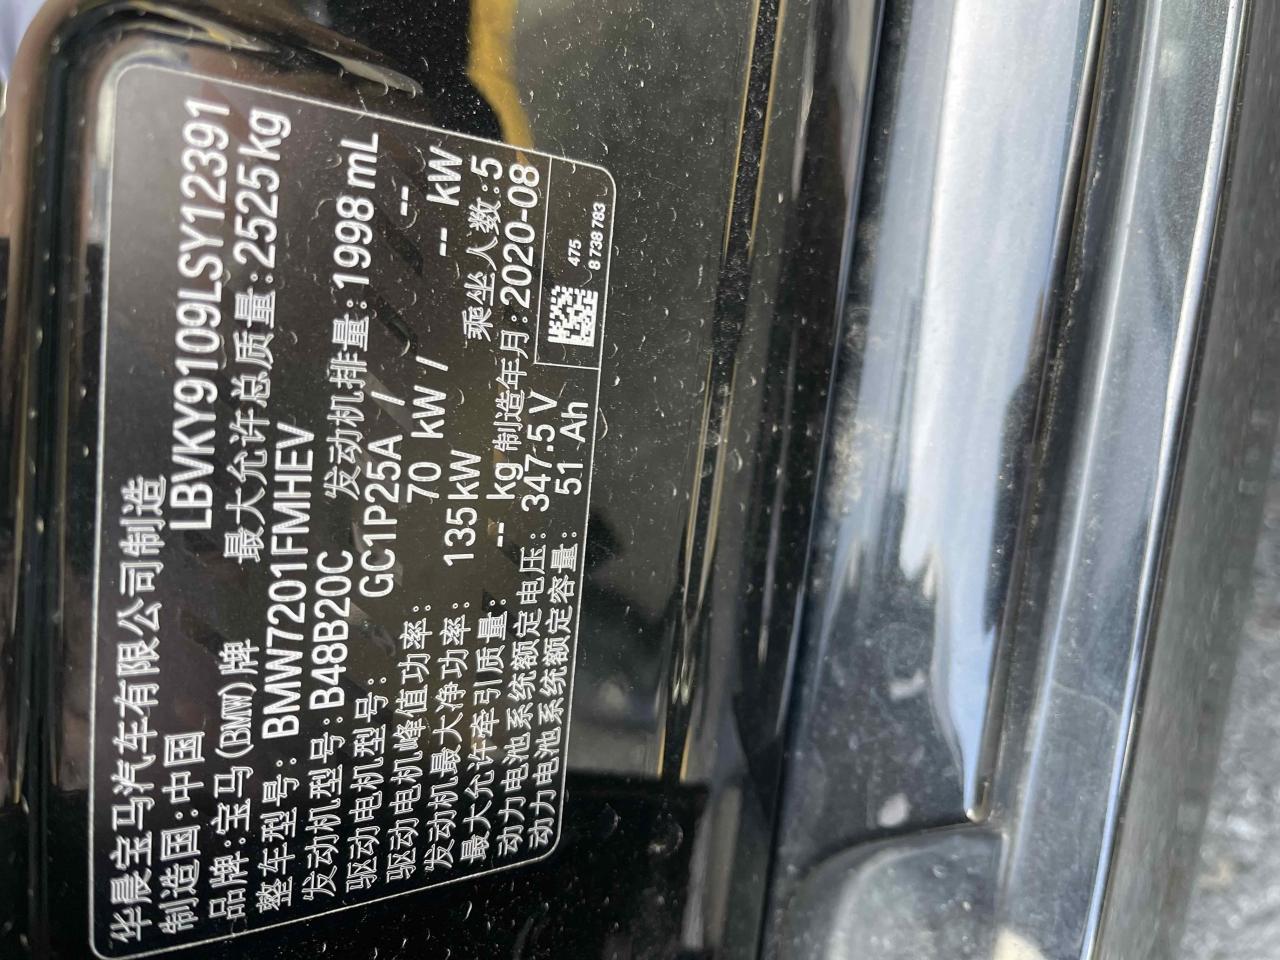 华晨宝马汽车有限公司制造
制造国:中国 LBVKY9109LSY12391
品牌:宝马(BMW)牌 最大允许总质量:2525kg
整车型号:BMW7201FMHEV
发动机型号:B48B20C 发动机排量:1998 mL
驱动电机型号: GC1P25A / --
驱动电机峰值功率: 70 kW / -- kW
发动机最大净功率: 135kW 乘坐人数:5
最大允许牵引质量: -- kg 制造年月:2020-08
动力电池系统额定电压: 347.5 V
动力电池系统额定容量: 51 Ah
475
8 738 783